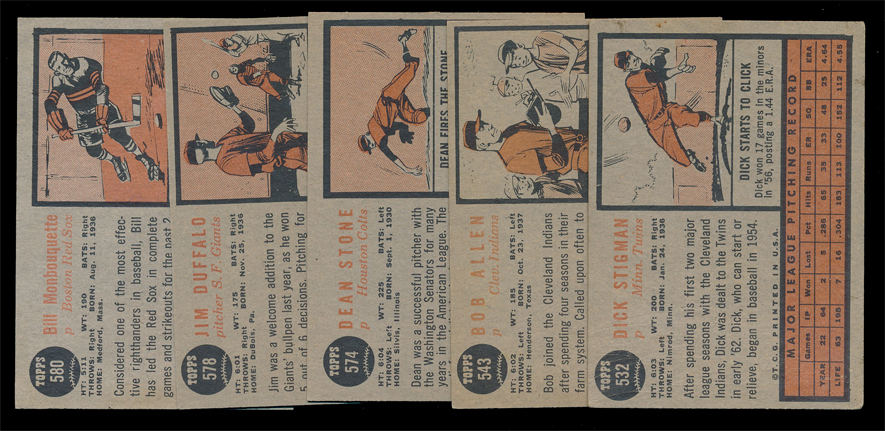 TOPPS
580
Bill Monbouquette
p Boston Red Sox
HT: 5:11 WT: 190 BATS: Right
THROWS: Right BORN: Aug. 11, 1936
HOME: Medford, Mass.
Considered one of the most effec-
tive righthanders in baseball, Bill
has led the Red Sox in complete
games and strikeouts for the past 2
TOPPS
578
JIM DUFFALO
pitcher S. F. Giants
HT: 6:01 WT: 175 BATS: Right
THROWS: Right BORN: Nov. 25, 1936
HOME: DuBois, Pa.
Jim was a welcome addition to the
Giants' bullpen last year, as he won
5 out of 6 decisions. Pitching for
TOPPS
574
DEAN STONE
p Houston Colts
HT: 6:04 WT: 225 BATS: Left
THROWS: Left BORN: Sept. 1, 1930
HOME: Silvis, Illinois
Dean was a successful pitcher with
the Washington Senators for many
years in the American League. The
DEAN FIRES THE STONE
TOPPS
543
BOB ALLEN
p Clev. Indians
HT: 6:02 WT: 185 BATS: Left
THROWS: Left BORN: Oct. 23, 1937
HOME: Henderson, Texas
Bob joined the Cleveland Indians
after spending four seasons in their
farm system. Called upon often to
TOPPS
532
DICK STIGMAN
p Minn. Twins
HT: 6:03 WT: 200 BATS: Right
THROWS: Left BORN: Jan. 24, 1936
HOME: Nimrod, Minn.
After spending his first two major
league seasons with the Cleveland
Indians, Dick was dealt to the Twins
in early '62. Dick, who can start or
relieve, began in baseball in 1954.
DICK STARTS TO CLICK
Dick won 17 games in the minors
in '56, posting a 1.44 E.R.A.
©T.C.G. PRINTED IN U.S.A.
MAJOR LEAGUE PITCHING RECORD
Games IP Won Lost Pct Hits Runs ER SO BB ERA
YEAR 22 64 2 5 .286 65 35 33 48 25 4.64
LIFE 63 198 7 16 .304 183 113 100 152 112 4.55